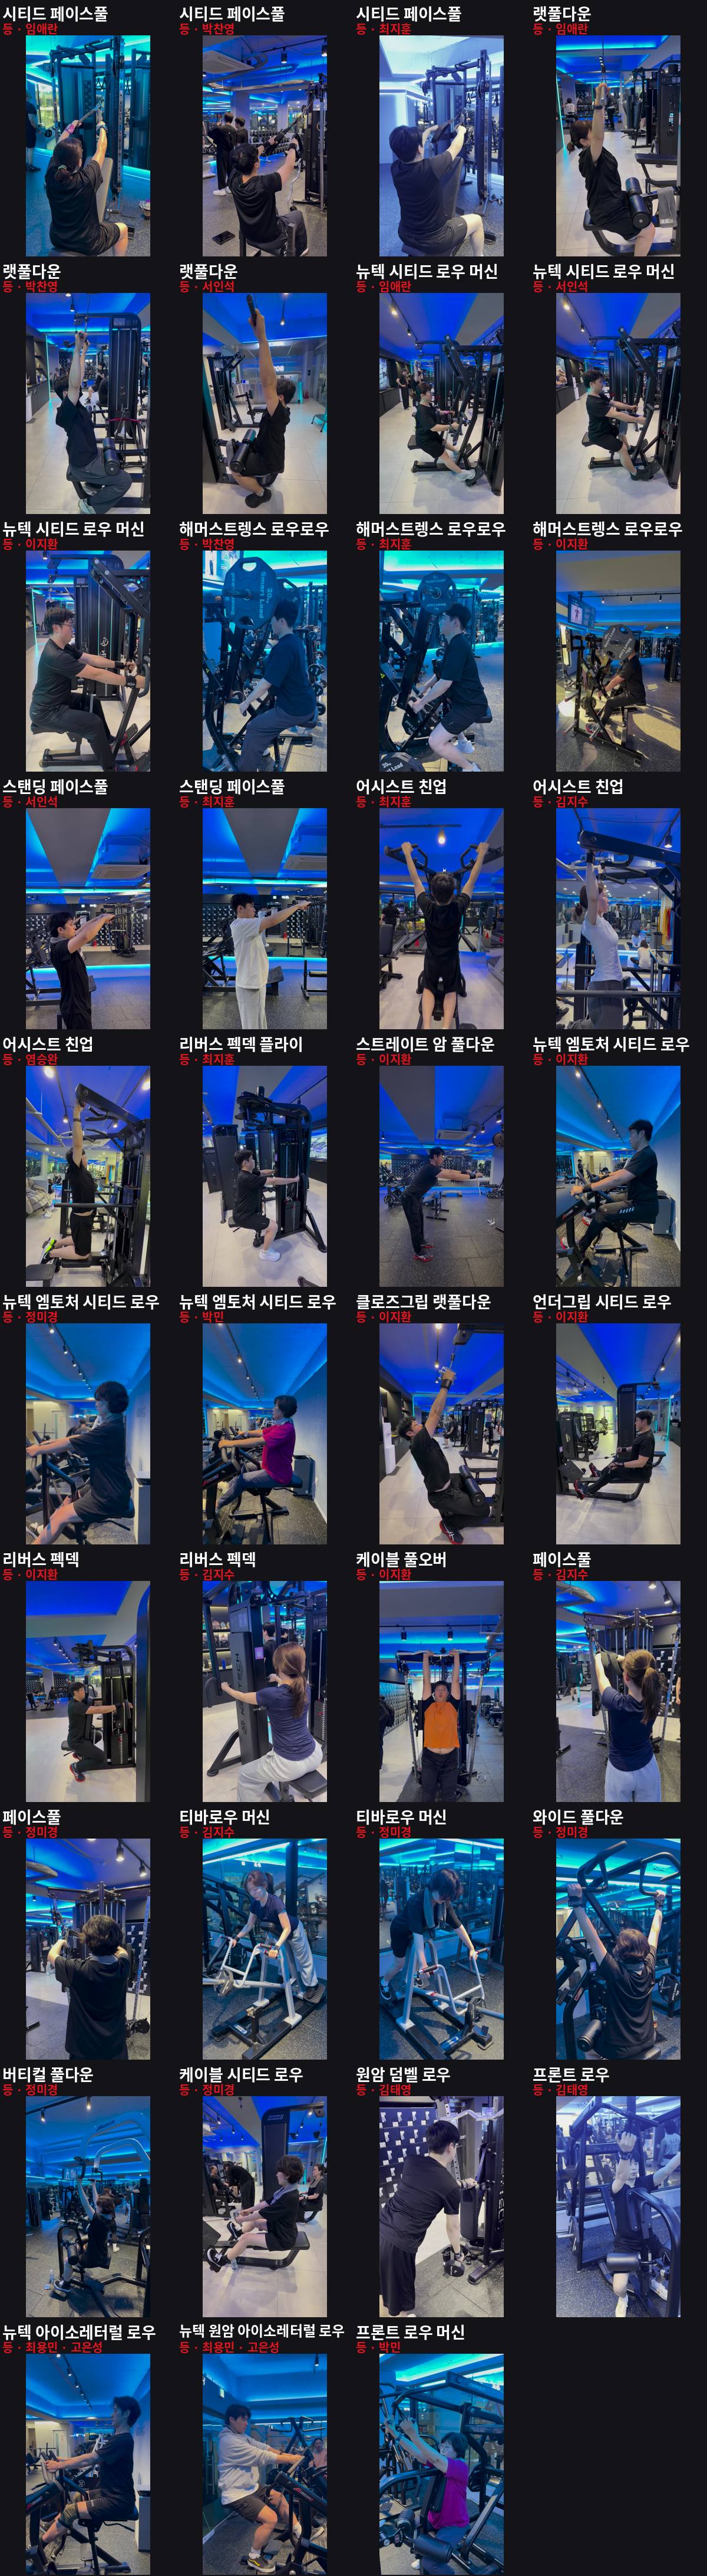 시티드 페이스풀
등 · 임애란
시티드 페이스풀
등 · 박찬영
시티드 페이스풀
등 · 최지훈
랫풀다운
등 · 임애란
랫풀다운
등 · 박찬영
랫풀다운
등 · 서인석
뉴텍 시티드 로우 머신
등 · 임애란
뉴텍 시티드 로우 머신
등 · 서인석
뉴텍 시티드 로우 머신
등 · 이지환
해머스트렝스 로우로우
등 · 박찬영
해머스트렝스 로우로우
등 · 최지훈
해머스트렝스 로우로우
등 · 이지환
스탠딩 페이스풀
등 · 서인석
스탠딩 페이스풀
등 · 최지훈
어시스트 친업
등 · 최지훈
어시스트 친업
등 · 김지수
어시스트 친업
등 · 염승완
리버스 펙덱 플라이
등 · 최지훈
스트레이트 암 풀다운
등 · 이지환
뉴텍 엠토처 시티드 로우
등 · 이지환
뉴텍 엠토처 시티드 로우
등 · 정미경
뉴텍 엠토처 시티드 로우
등 · 박민
클로즈그립 랫풀다운
등 · 이지환
언더그립 시티드 로우
등 · 이지환
리버스 펙덱
등 · 이지환
리버스 펙덱
등 · 김지수
케이블 풀오버
등 · 이지환
페이스풀
등 · 김지수
페이스풀
등 · 정미경
티바로우 머신
등 · 김지수
티바로우 머신
등 · 정미경
와이드 풀다운
등 · 정미경
버티컬 풀다운
등 · 정미경
케이블 시티드 로우
등 · 정미경
원암 덤벨 로우
등 · 김태영
프론트 로우
등 · 김태영
뉴텍 아이소레터럴 로우
등 · 최용민 · 고은성
뉴텍 원암 아이소레터럴 로우
등 · 최용민 · 고은성
프론트 로우 머신
등 · 박민